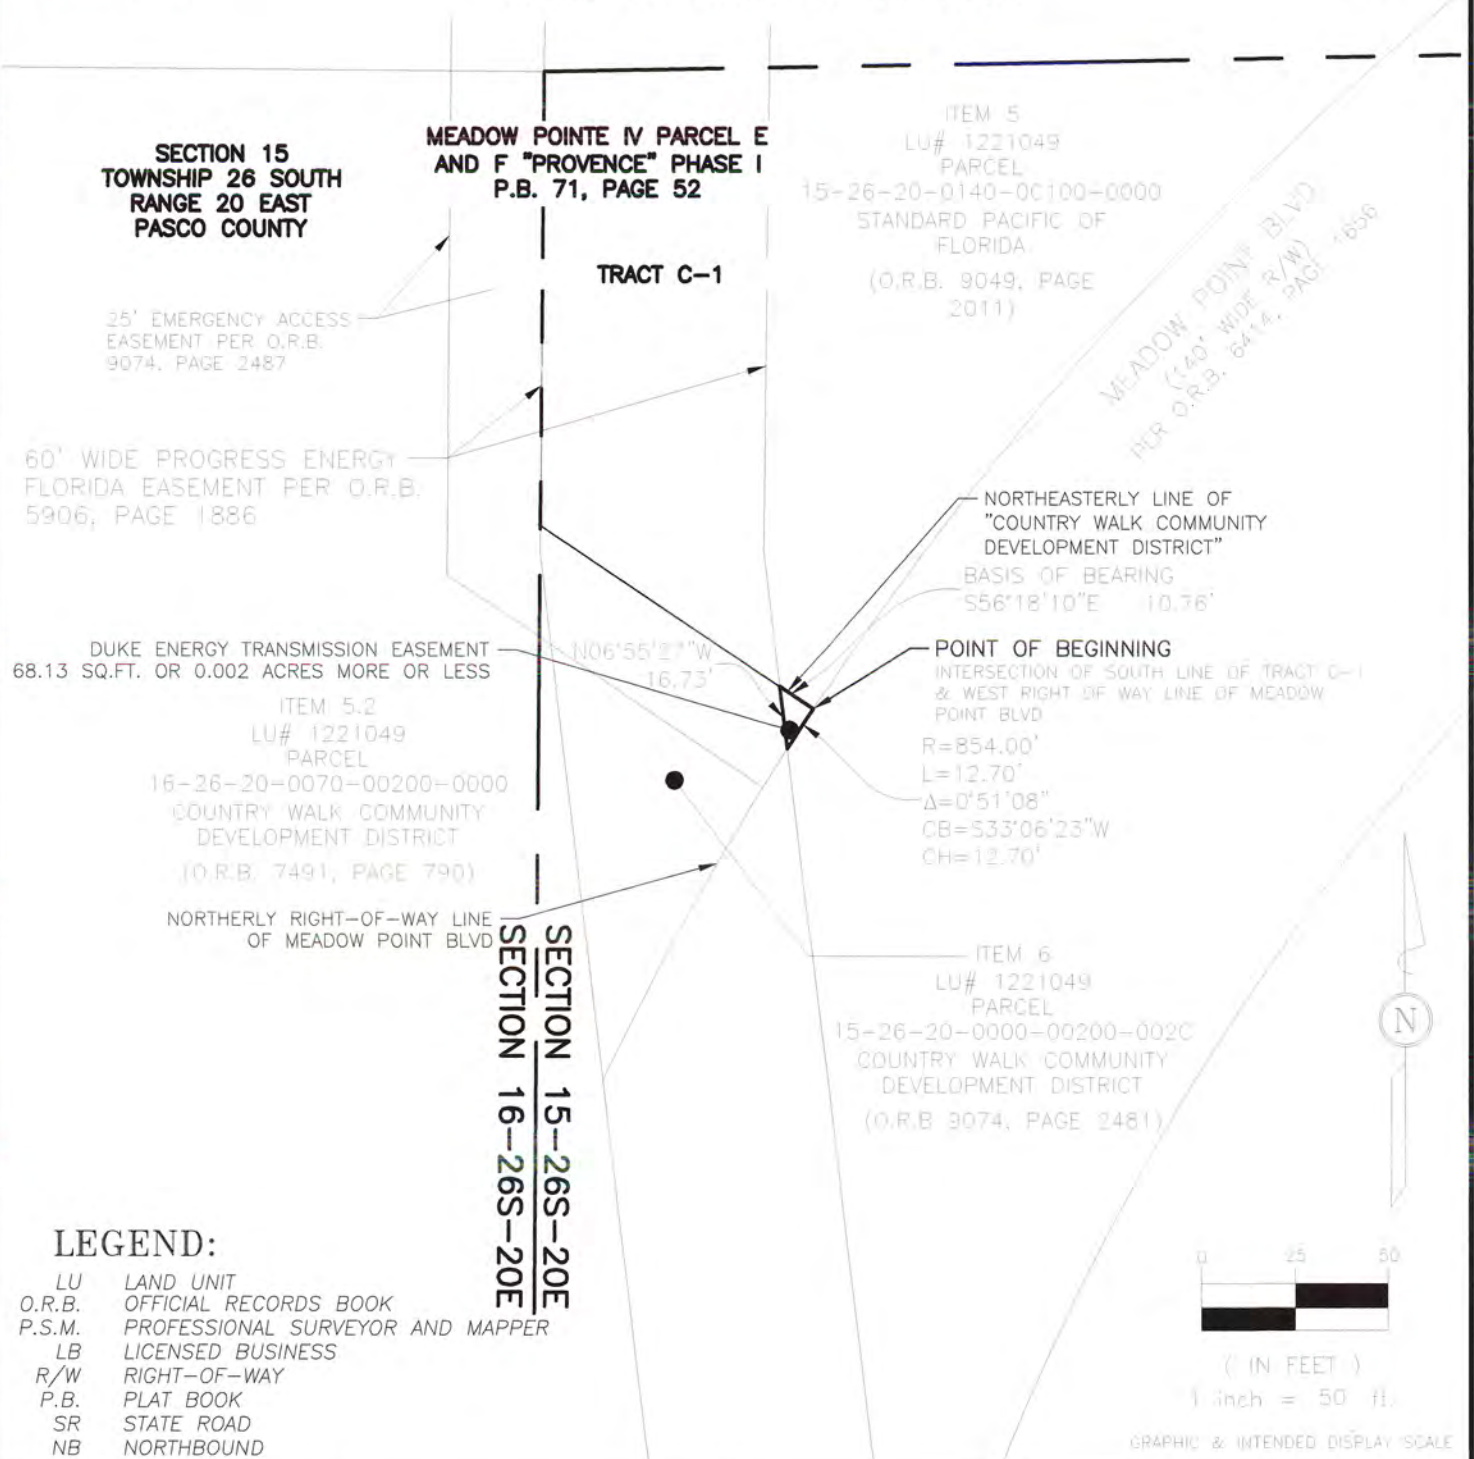 SECTION 15
TOWNSHIP 26 SOUTH
RANGE 20 EAST
PASCO COUNTY
MEADOW POINTE IV PARCEL E
AND F "PROVENCE" PHASE I
P.B. 71, PAGE 52
TRACT C-1
ITEM 5
LU# 1221049
PARCEL
15-26-20-0140-0C100-0000
STANDARD PACIFIC OF
FLORIDA
(O.R.B. 9049, PAGE
2011)
MEADOW POINT BLVD
(140' WIDE R/W)
PER O.R.B. 6414, PAGE 1656
25' EMERGENCY ACCESS
EASEMENT PER O.R.B.
9074, PAGE 2487
60' WIDE PROGRESS ENERGY
FLORIDA EASEMENT PER O.R.B.
5906, PAGE 1886
NORTHEASTERLY LINE OF
"COUNTRY WALK COMMUNITY
DEVELOPMENT DISTRICT"
BASIS OF BEARING
S56°18'10"E 10.76'
DUKE ENERGY TRANSMISSION EASEMENT
68.13 SQ.FT. OR 0.002 ACRES MORE OR LESS
N06°55'27"W
16.73'
POINT OF BEGINNING
INTERSECTION OF SOUTH LINE OF TRACT C-1
& WEST RIGHT OF WAY LINE OF MEADOW
POINT BLVD
R=854.00'
L=12.70'
Δ=0°51'08"
CB=S33°06'23"W
CH=12.70'
ITEM 5.2
LU# 1221049
PARCEL
16-26-20-0070-00200-0000
COUNTRY WALK COMMUNITY
DEVELOPMENT DISTRICT
(O.R.B. 7491, PAGE 790)
NORTHERLY RIGHT-OF-WAY LINE
OF MEADOW POINT BLVD
SECTION 15-26S-20E
SECTION 16-26S-20E
ITEM 6
LU# 1221049
PARCEL
15-26-20-0000-00200-002C
COUNTRY WALK COMMUNITY
DEVELOPMENT DISTRICT
(O.R.B 9074, PAGE 2481)
N
LEGEND:
LU LAND UNIT
O.R.B. OFFICIAL RECORDS BOOK
P.S.M. PROFESSIONAL SURVEYOR AND MAPPER
LB LICENSED BUSINESS
R/W RIGHT-OF-WAY
P.B. PLAT BOOK
SR STATE ROAD
NB NORTHBOUND
0 25 50
( IN FEET )
1 inch = 50 ft.
GRAPHIC & INTENDED DISPLAY SCALE